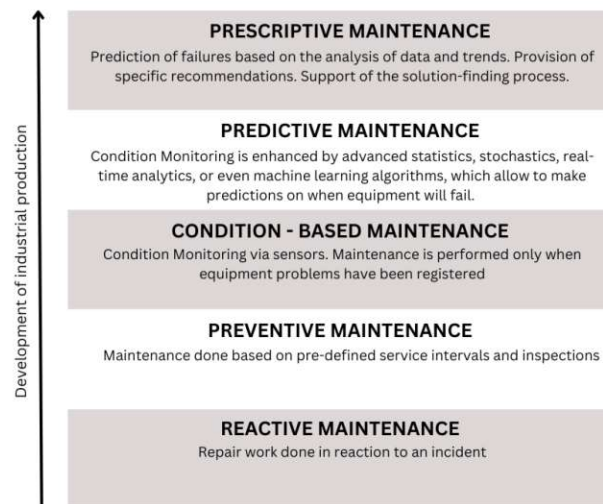 PRESCRIPTIVE MAINTENANCE
Prediction of failures based on the analysis of data and trends. Provision of
specific recommendations. Support of the solution-finding process.
PREDICTIVE MAINTENANCE
Condition Monitoring is enhanced by advanced statistics, stochastics, real-
time analytics, or even machine learning algorithms, which allow to make
predictions on when equipment will fail.
CONDITION - BASED MAINTENANCE
Condition Monitoring via sensors. Maintenance is performed only when
equipment problems have been registered
PREVENTIVE MAINTENANCE
Maintenance done based on pre-defined service intervals and inspections
REACTIVE MAINTENANCE
Repair work done in reaction to an incident
Development of industrial production